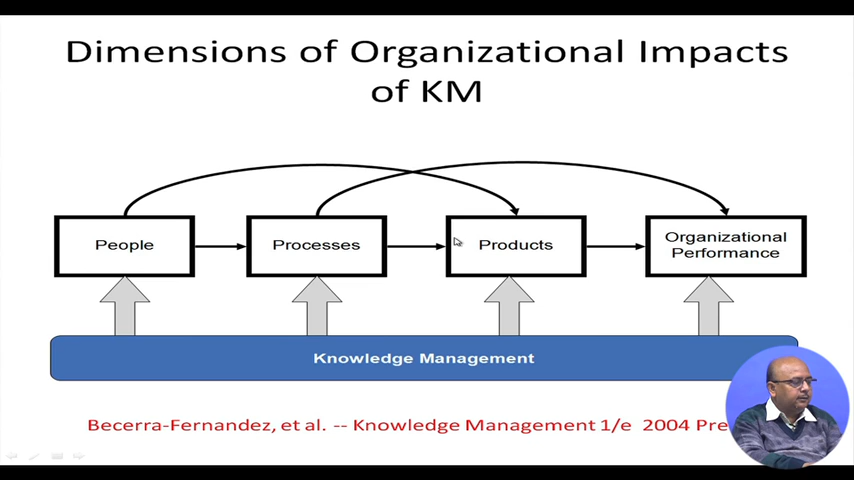 Dimensions of Organizational Impacts
of KM
People
Processes
Products
Organizational
Performance
Knowledge Management
Becerra-Fernandez, et al. -- Knowledge Management 1/e 2004 Pre